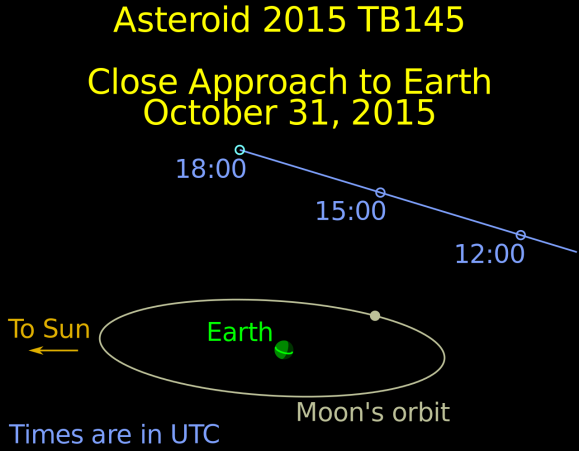 Asteroid 2015 TB145
Close Approach to Earth
October 31, 2015
18:00
15:00
12:00
To Sun
Earth
Moon's orbit
Times are in UTC